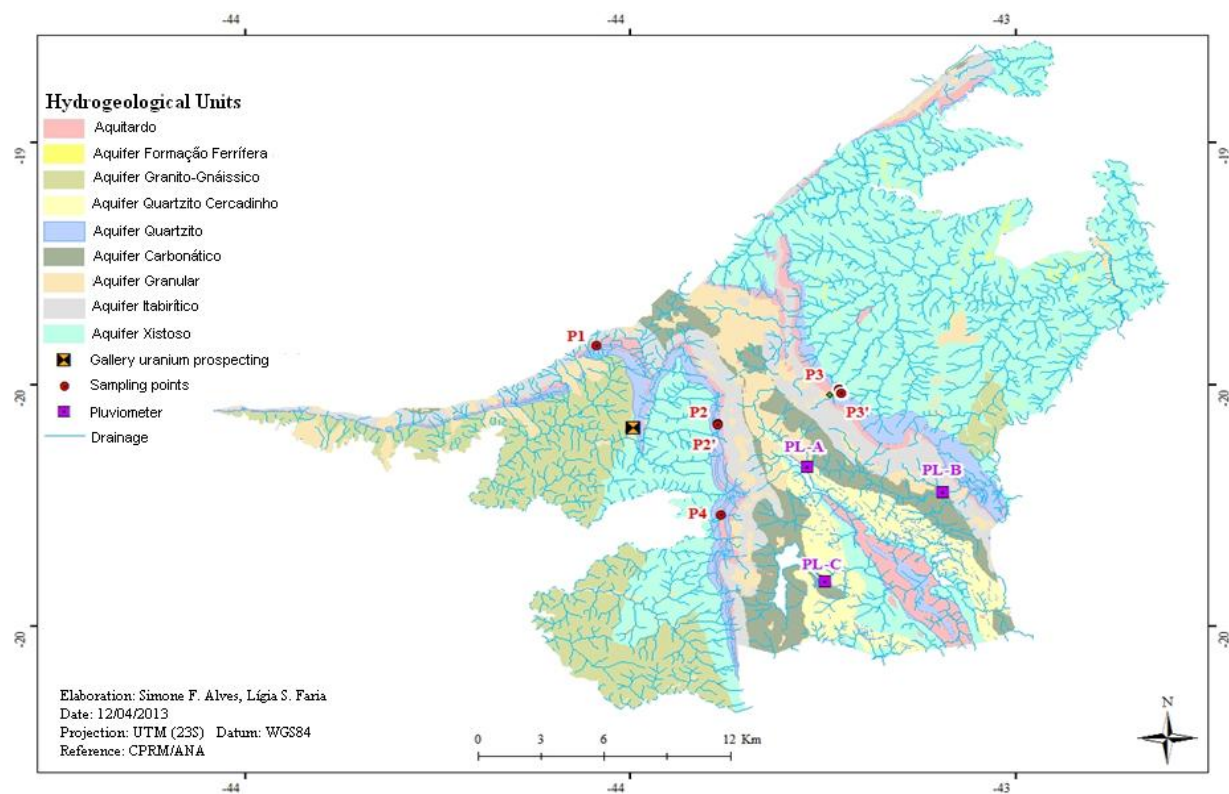 -44
-44
-43
Hydrogeological Units
Aquitardo
Aquifer Formação Ferrífera
Aquifer Granito-Gnáissico
Aquifer Quartzito Cercadinho
Aquifer Quartzito
Aquifer Carbonático
Aquifer Granular
Aquifer Itabirítico
Aquifer Xistoso
Gallery uranium prospecting
Sampling points
Pluviometer
Drainage
-19
-19
-20
-20
-20
-20
P1
P2
P2'
P3
P3'
P4
PL-A
PL-B
PL-C
Elaboration: Simone F. Alves, Lígia S. Faria
Date: 12/04/2013
Projection: UTM (23S) Datum: WGS84
Reference: CPRM/ANA
0 3 6 12 Km
N
-44
-44
-43